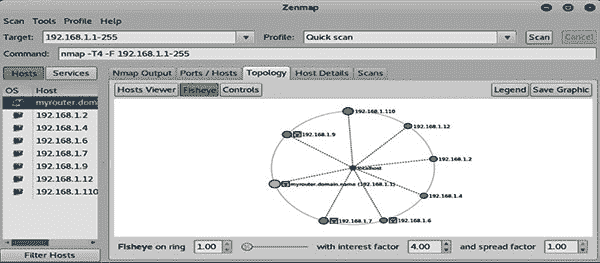 Zenmap
Scan Tools Profile Help
Target: 192.168.1.1-255 Profile: Quick scan Scan Cancel
Command: nmap -T4 -F 192.168.1.1-255
Hosts Services Nmap Output Ports / Hosts Topology Host Details Scans
OS Host
Hosts Viewer Fisheye Controls Legend Save Graphic
myrouter.doma
192.168.1.2
192.168.1.4
192.168.1.6
192.168.1.7
192.168.1.9
192.168.1.12
192.168.1.110
192.168.1.110
192.168.1.12
192.168.1.9
192.168.1.2
localhost
myrouter.domain.name (192.168.1.1)
192.168.1.4
192.168.1.7
192.168.1.6
Filter Hosts
Fisheye on ring 1.00 with interest factor 4.00 and spread factor 1.00